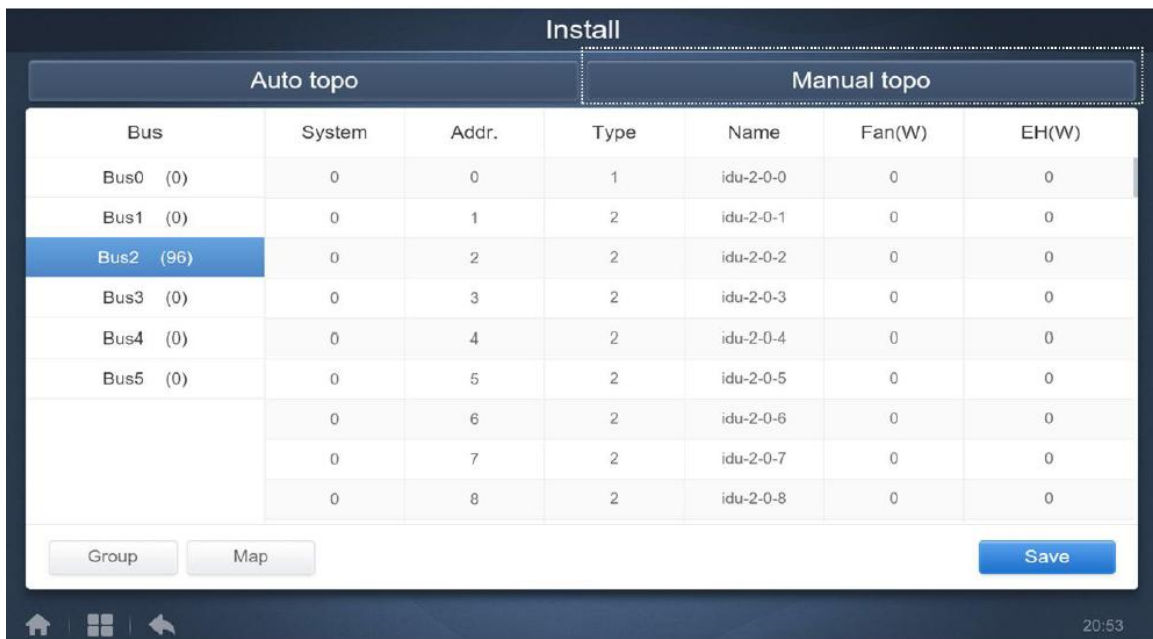 Install
Auto topo Manual topo
Bus System Addr. Type Name Fan(W) EH(W)
Bus0 (0) 0 0 1 idu-2-0-0 0 0
Bus1 (0) 0 1 2 idu-2-0-1 0 0
Bus2 (96) 0 2 2 idu-2-0-2 0 0
Bus3 (0) 0 3 2 idu-2-0-3 0 0
Bus4 (0) 0 4 2 idu-2-0-4 0 0
Bus5 (0) 0 5 2 idu-2-0-5 0 0
0 6 2 idu-2-0-6 0 0
0 7 2 idu-2-0-7 0 0
0 8 2 idu-2-0-8 0 0
Group Map Save
20:53